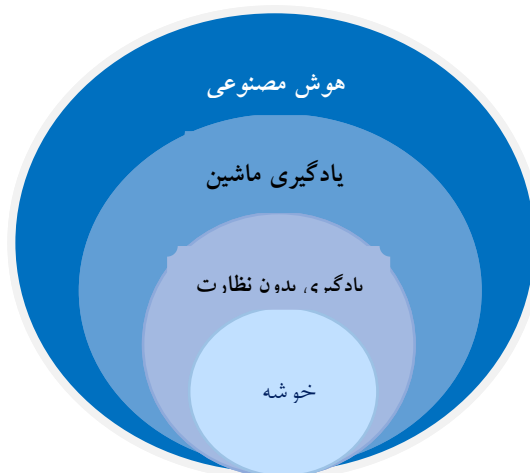 هوش مصنوعی
یادگیری ماشین
یادگیری بدون نظارت
خوشه